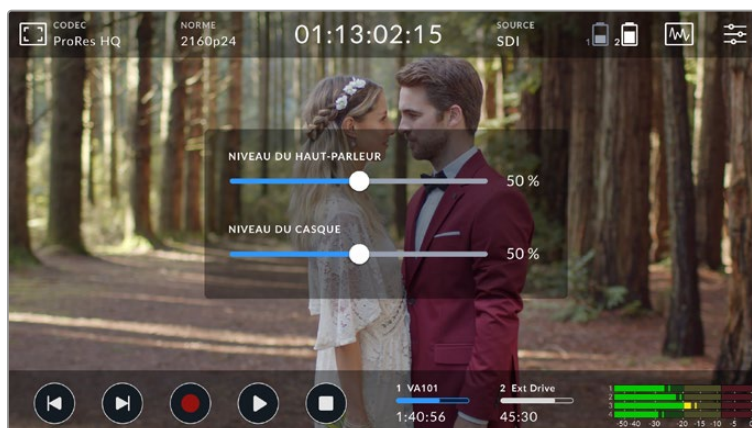 CODEC
ProRes HQ
NORME
2160p24
01:13:02:15
SOURCE
SDI
1
2
NIVEAU DU HAUT-PARLEUR
50 %
NIVEAU DU CASQUE
50 %
1 VA101
1:40:56
2 Ext Drive
45:30
1
2
3
4
-50 -40 -30 -20 -15 -10 -5